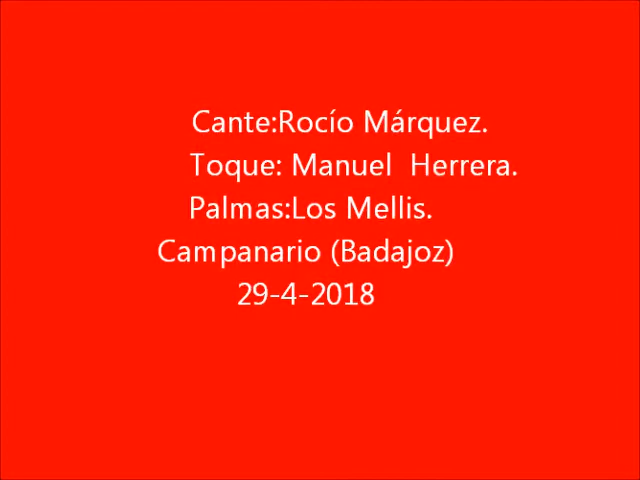 Cante:Rocío Márquez.
Toque: Manuel  Herrera.
Palmas:Los Mellis.
Campanario (Badajoz)
29-4-2018